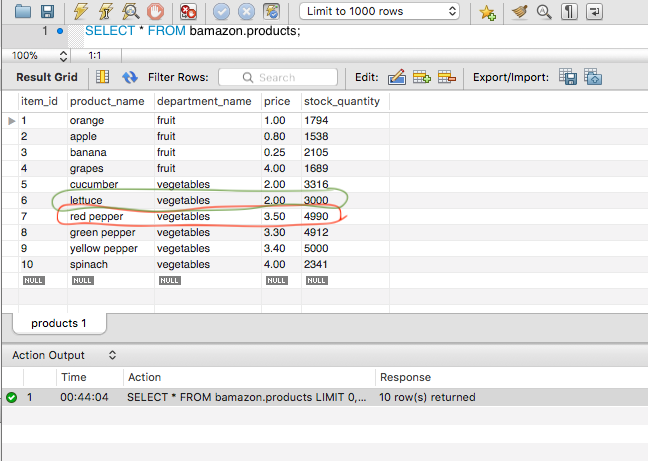 Limit to 1000 rows
1 SELECT * FROM bamazon.products;
100% 1:1
Result Grid Filter Rows: Search Edit: Export/Import:
item_id product_name department_name price stock_quantity
1 orange fruit 1.00 1794
2 apple fruit 0.80 1538
3 banana fruit 0.25 2105
4 grapes fruit 4.00 1689
5 cucumber vegetables 2.00 3316
6 lettuce vegetables 2.00 3000
7 red pepper vegetables 3.50 4990
8 green pepper vegetables 3.30 4912
9 yellow pepper vegetables 3.40 5000
10 spinach vegetables 4.00 2341
NULL NULL NULL NULL NULL
products 1
Action Output
Time Action Response
1 00:44:04 SELECT * FROM bamazon.products LIMIT 0,... 10 row(s) returned